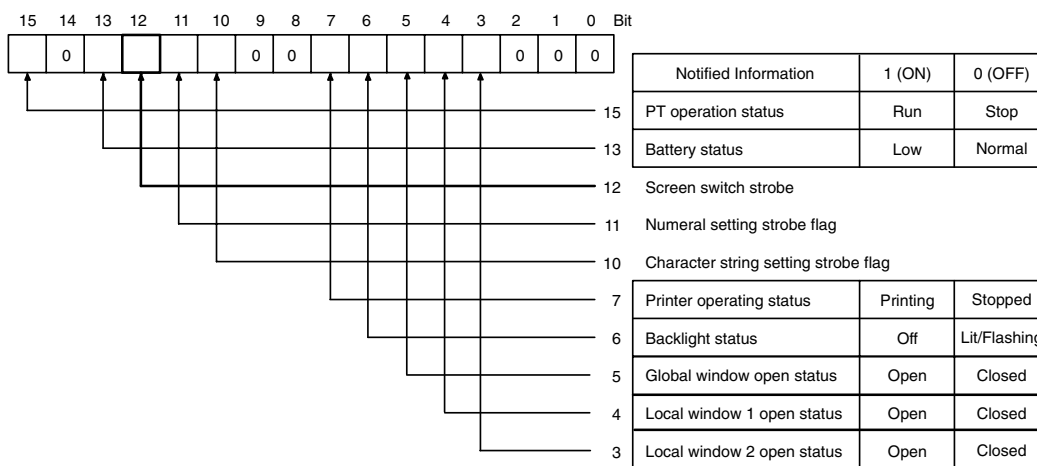 15 14 13 12 11 10 9 8 7 6 5 4 3 2 1 0 Bit
0 0 0 0 0 0
Notified Information 1 (ON) 0 (OFF)
15 PT operation status Run Stop
13 Battery status Low Normal
12 Screen switch strobe
11 Numeral setting strobe flag
10 Character string setting strobe flag
7 Printer operating status Printing Stopped
6 Backlight status Off Lit/Flashing
5 Global window open status Open Closed
4 Local window 1 open status Open Closed
3 Local window 2 open status Open Closed